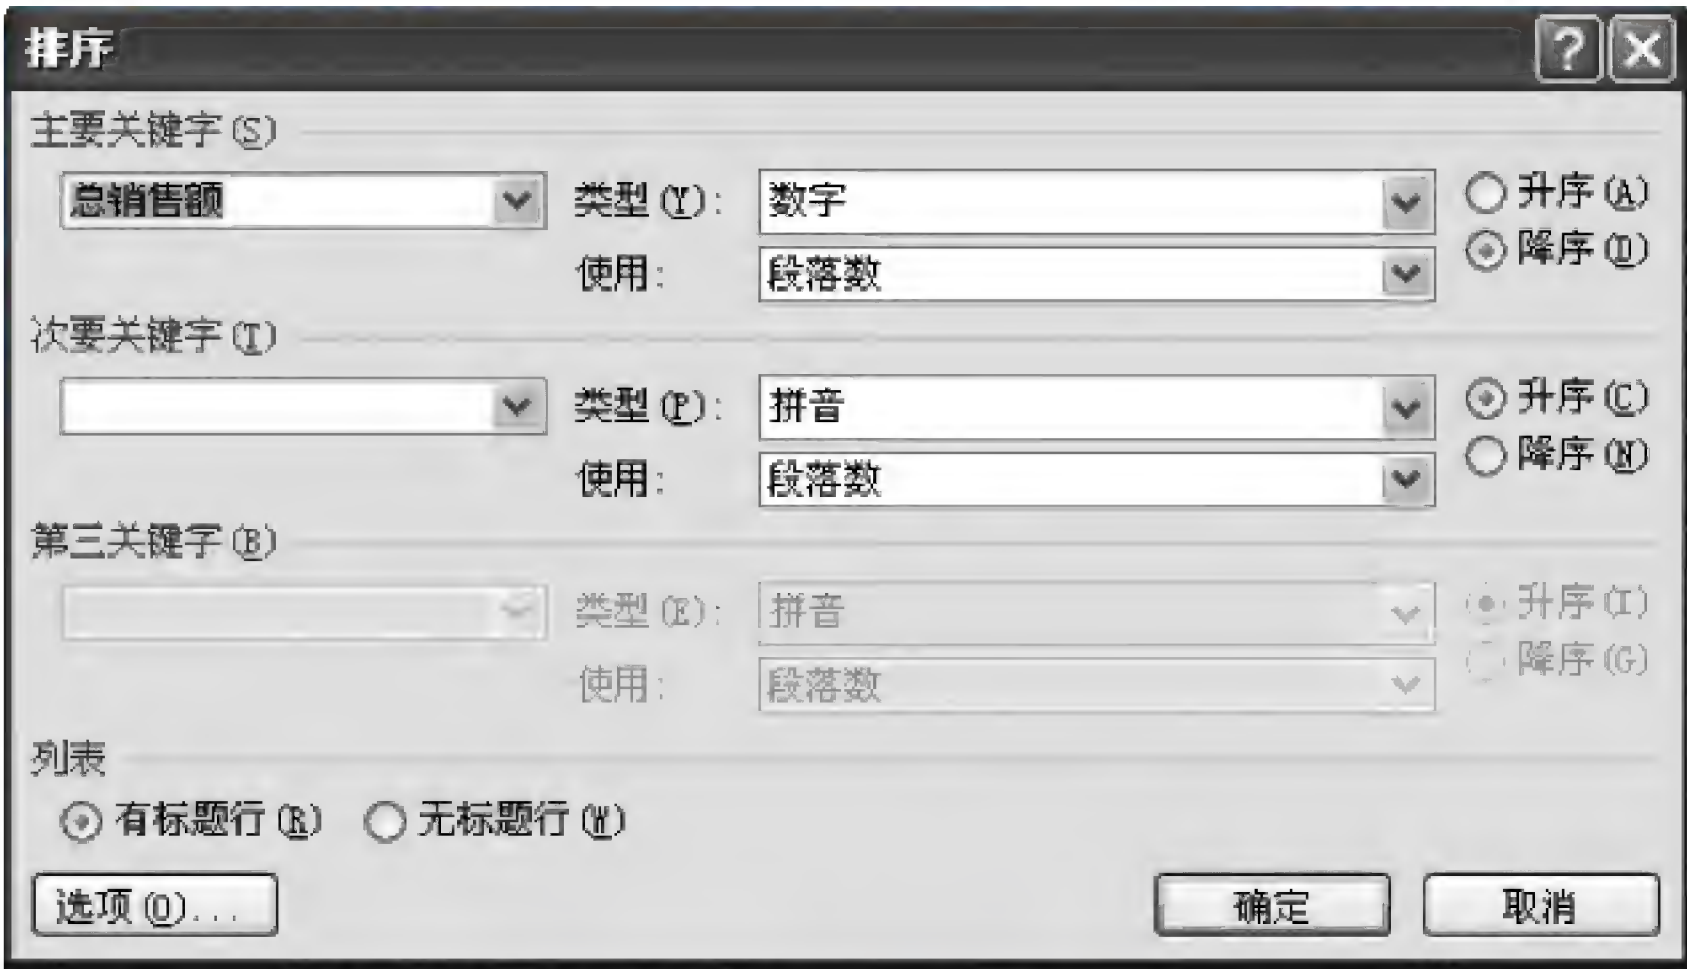 排序
主要关键字(S)
总销售额 类型(Y): 数字 升序(A)
使用: 段落数 降序(D)
次要关键字(T)
类型(P): 拼音 升序(C)
使用: 段落数 降序(N)
第三关键字(B)
类型(E): 拼音 升序(I)
使用: 段落数 降序(G)
列表
有标题行(R) 无标题行(W)
选项(O)... 确定 取消